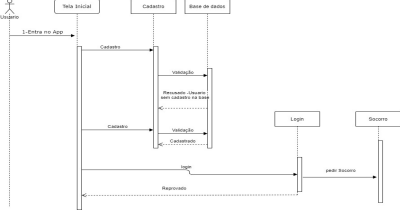 Usuario
Tela Inicial
Cadastro
Base de dados
1-Entra no App
Cadastro
Validação
Recusado .Usuario
sem cadastro na base
Cadastro
Validação
Cadastrado
Login
Socorro
login
pedir Socorro
Reprovado